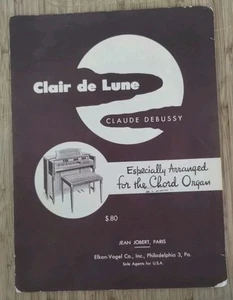 Clair de Lune
CLAUDE DEBUSSY
Especially Arranged
for the Chord Organ
$.80
JEAN JOBERT, PARIS
Elkan-Vogel Co., Inc., Philadelphia 3, Pa.
Sole Agents for U.S.A.